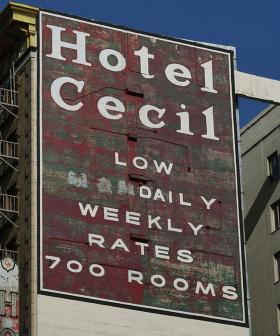 Hotel
Cecil
LOW
DAILY
WEEKLY
RATES
700 ROOMS